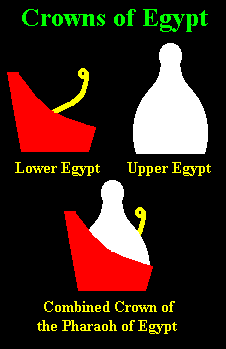 Crowns of Egypt
Lower Egypt
Upper Egypt
Combined Crown of
the Pharaoh of Egypt